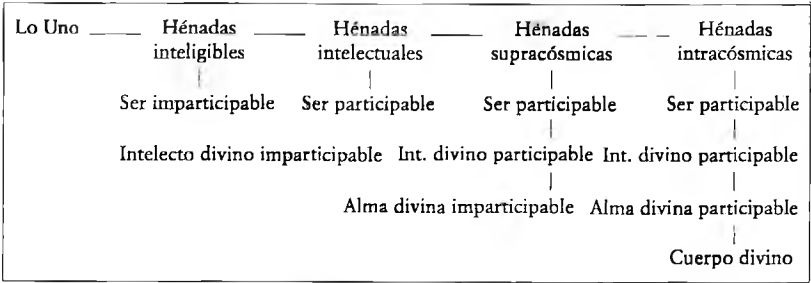 Lo Uno Hénadas Hénadas Hénadas Hénadas
inteligibles intelectuales supracósmicas intracósmicas
Ser imparticipable Ser participable Ser participable Ser participable
Intelecto divino imparticipable Int. divino participable Int. divino participable
Alma divina imparticipable Alma divina participable
Cuerpo divino